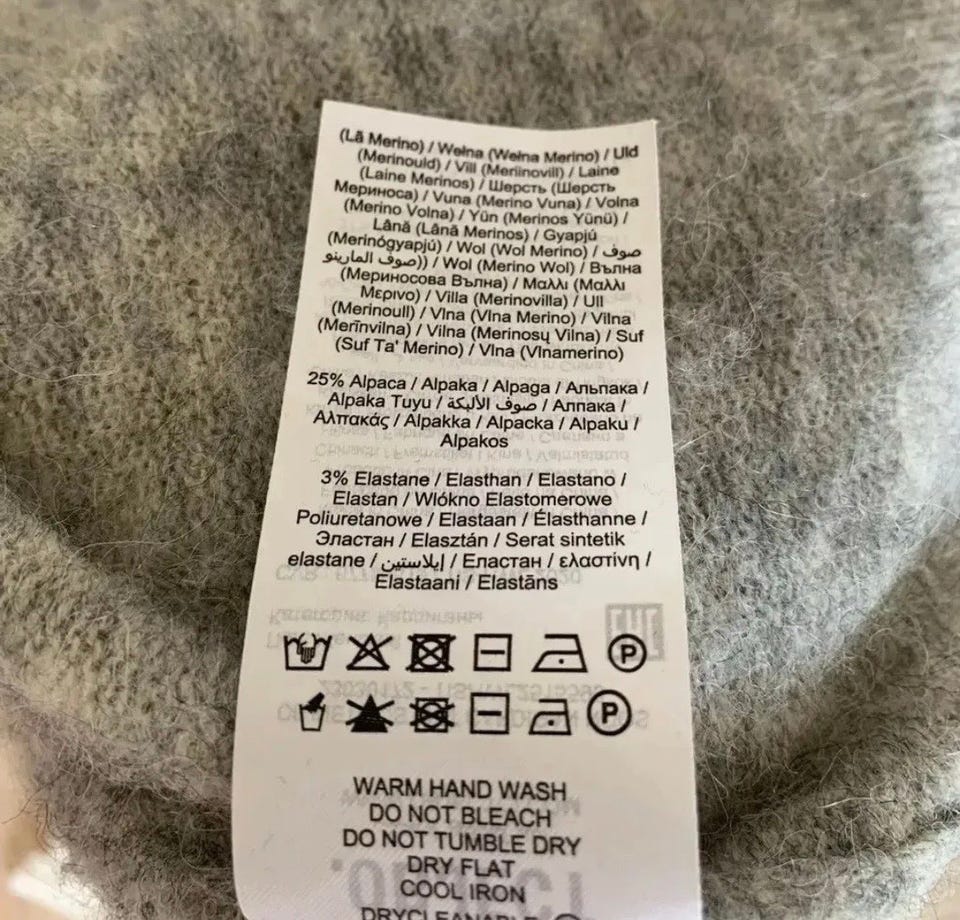 (Lã Merino) / Wełna (Wełna Merino) / Uld
(Merinould) / Vill (Meriinovill) / Laine
(Laine Merinos) / Шерсть (Шерсть
Мериноса) / Vuna (Merino Vuna) / Volna
(Merino Volna) / Yün (Merinos Yünü) /
Lână (Lână Merinos) / Gyapjú
(Merinógyapjú) / Wol (Wol Merino) / صوف
(صوف المارينو)) / Wol (Merino Wol) / Вълна
(Мериносова Вълна) / Μαλλι (Μαλλι
Μερινο) / Villa (Merinovilla) / Ull
(Merinoull) / Vlna (Vlna Merino) / Vilna
(Merīnvilna) / Vilna (Merinosų Vilna) / Suf
(Suf Ta' Merino) / Vlna (Vlnamerino)
25% Alpaca / Alpaka / Alpaga / Альпака /
Alpaka Tuyu / صوف الألبكة / Алпака /
Αλπακάς / Alpakka / Alpacka / Alpaku /
Alpakos
3% Elastane / Elasthan / Elastano /
Elastan / Włókno Elastomerowe
Poliuretanowe / Elastaan / Élasthanne /
Эластан / Elasztán / Serat sintetik
elastane / إيلاستين / Еластан / ελαστίνη /
Elastaani / Elastāns
P
P
WARM HAND WASH
DO NOT BLEACH
DO NOT TUMBLE DRY
DRY FLAT
COOL IRON
DRYCLEANABLE